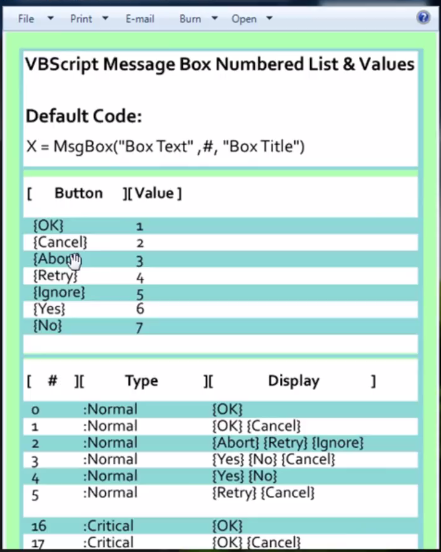 File Print E-mail Burn Open
VBScript Message Box Numbered List & Values
Default Code:
X = MsgBox("Box Text" ,#, "Box Title")
[ Button ][ Value ]
{OK} 1
{Cancel} 2
{Abort} 3
{Retry} 4
{Ignore} 5
{Yes} 6
{No} 7
[ # ][ Type ][ Display ]
0 :Normal {OK}
1 :Normal {OK} {Cancel}
2 :Normal {Abort} {Retry} {Ignore}
3 :Normal {Yes} {No} {Cancel}
4 :Normal {Yes} {No}
5 :Normal {Retry} {Cancel}
16 :Critical {OK}
17 :Critical {OK} {Cancel}